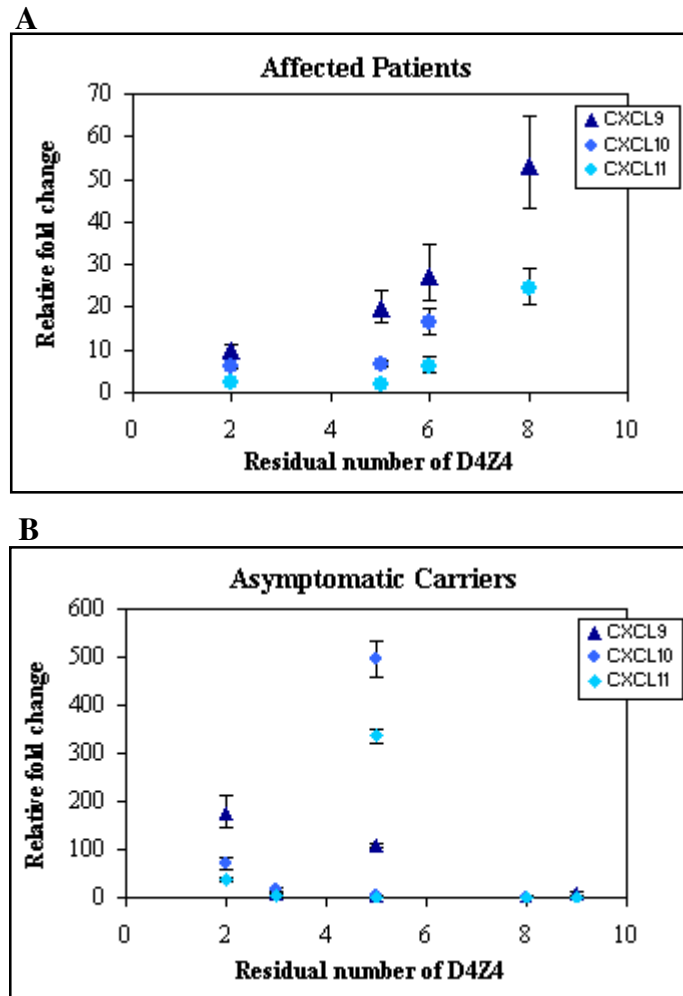 A
Affected Patients
Relative fold change
70
60
50
40
30
20
10
0
CXCL9
CXCL10
CXCL11
0 2 4 6 8 10
Residual number of D4Z4
B
Asymptomatic Carriers
Relative fold change
600
500
400
300
200
100
0
CXCL9
CXCL10
CXCL11
0 2 4 6 8 10
Residual number of D4Z4